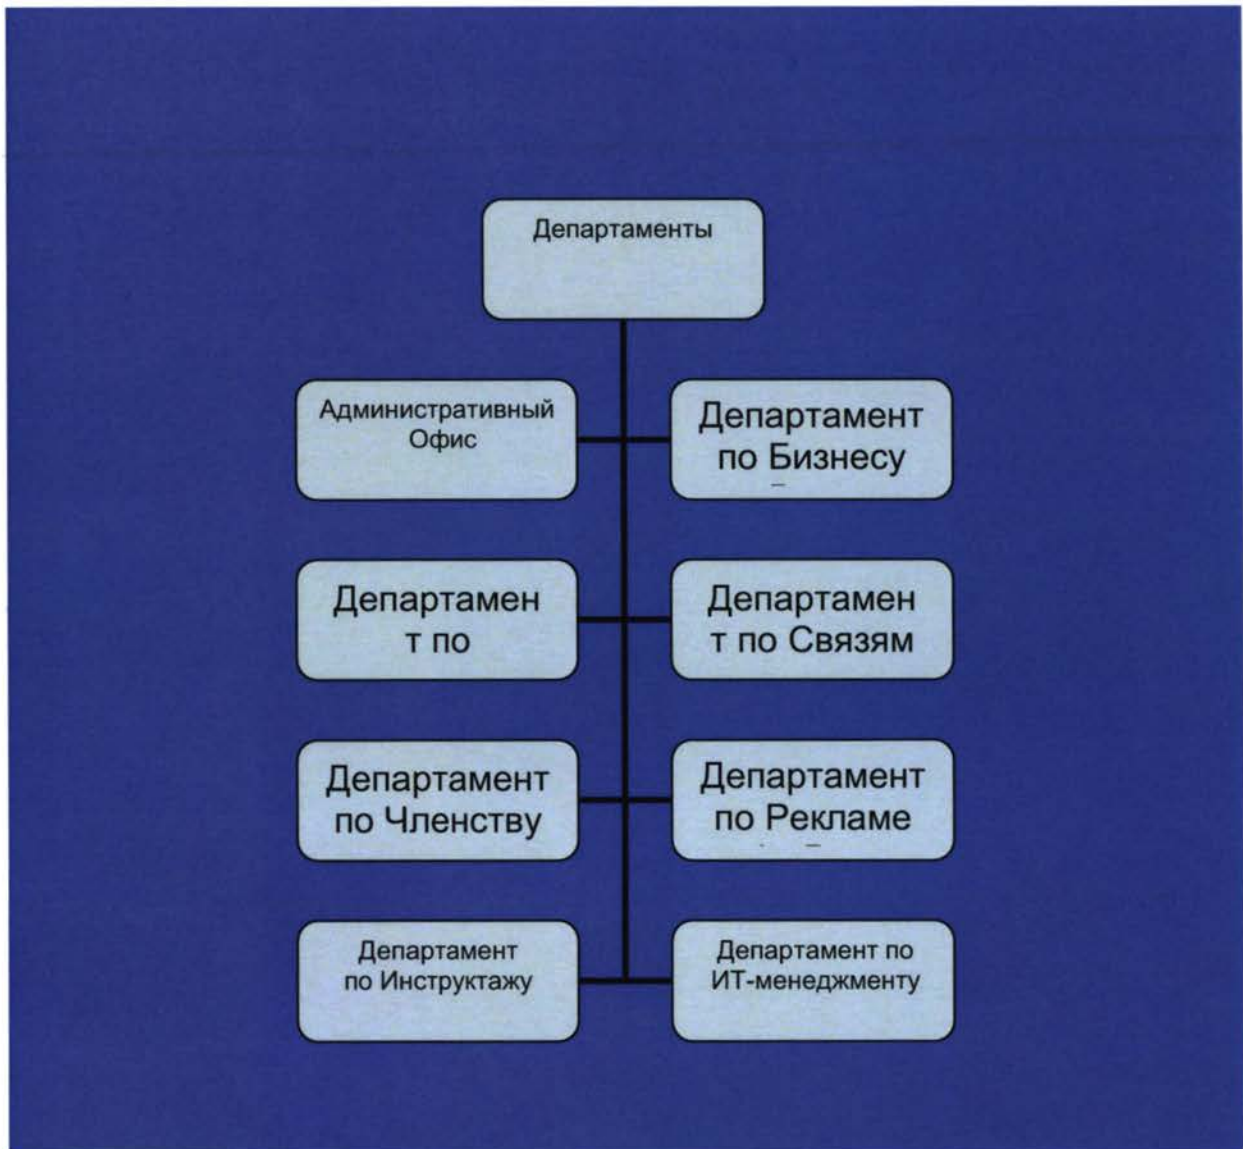 Департаменты
Административный
Офис
Департамент
по Бизнесу
Департамен
т по
Департамен
т по Связям
Департамент
по Членству
Департамент
по Рекламе
Департамент
по Инструктажу
Департамент по
ИТ-менеджменту